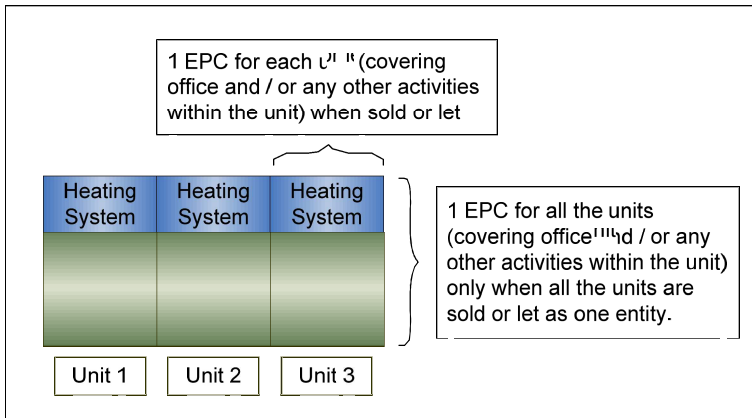 1 EPC for each (covering
office and / or any other activities
within the unit) when sold or let
Heating
System
Heating
System
Heating
System
1 EPC for all the units
(covering office / or any
other activities within the unit)
only when all the units are
sold or let as one entity.
Unit 1
Unit 2
Unit 3